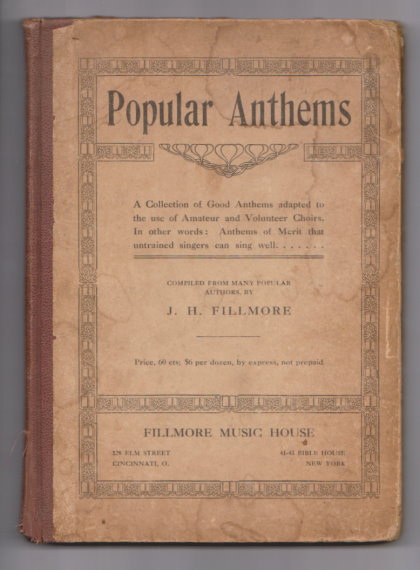 Popular Anthems
A Collection of Good Anthems adapted to
the use of Amateur and Volunteer Choirs.
In other words: Anthems of Merit that
untrained singers can sing well. . . . . . .
COMPILED FROM MANY POPULAR
AUTHORS, BY
J. H. FILLMORE
Price, 60 cts; $6 per dozen, by express, not prepaid
FILLMORE MUSIC HOUSE
528 ELM STREET
CINCINNATI, O.
41-43 BIBLE HOUSE
NEW YORK